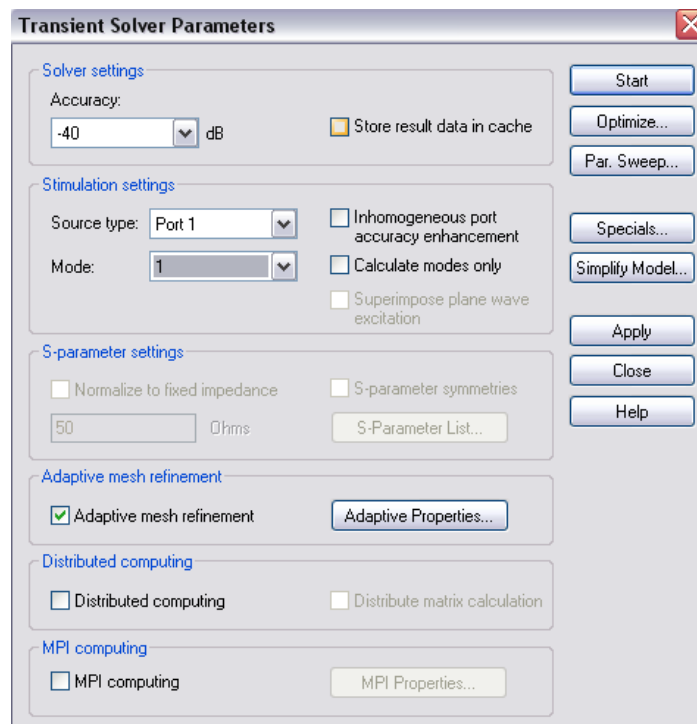 Transient Solver Parameters
Solver settings
Accuracy:
-40 dB
Store result data in cache
Stimulation settings
Source type: Port 1
Mode: 1
Inhomogeneous port
accuracy enhancement
Calculate modes only
Superimpose plane wave
excitation
S-parameter settings
Normalize to fixed impedance
S-parameter symmetries
50 Ohms
S-Parameter List...
Adaptive mesh refinement
Adaptive mesh refinement
Adaptive Properties...
Distributed computing
Distributed computing
Distribute matrix calculation
MPI computing
MPI computing
MPI Properties...
Start
Optimize...
Par. Sweep...
Specials...
Simplify Model...
Apply
Close
Help